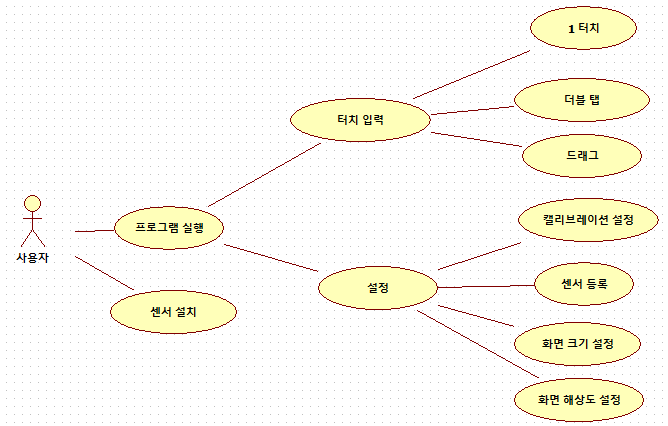 1 터치
더블 탭
터치 입력
드래그
캘리브레이션 설정
프로그램 실행
사용자
센서 등록
설정
센서 설치
화면 크기 설정
화면 해상도 설정